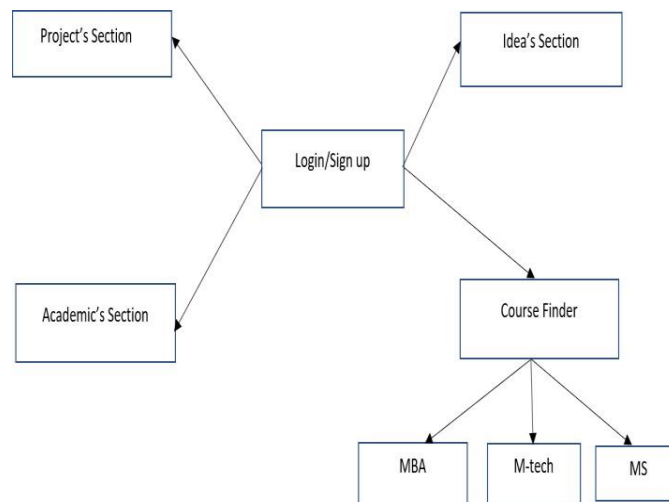 Project’s Section
Idea’s Section
Login/Sign up
Academic’s Section
Course Finder
MBA
M-tech
MS